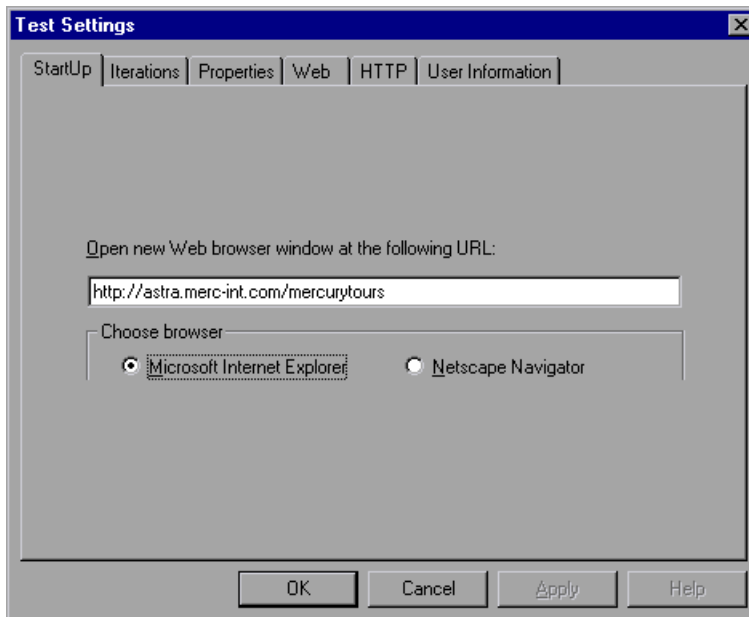 Test Settings
StartUp Iterations Properties Web HTTP User Information
Open new Web browser window at the following URL:
http://astra.merc-int.com/mercurytours
Choose browser
Microsoft Internet Explorer Netscape Navigator
OK Cancel Apply Help